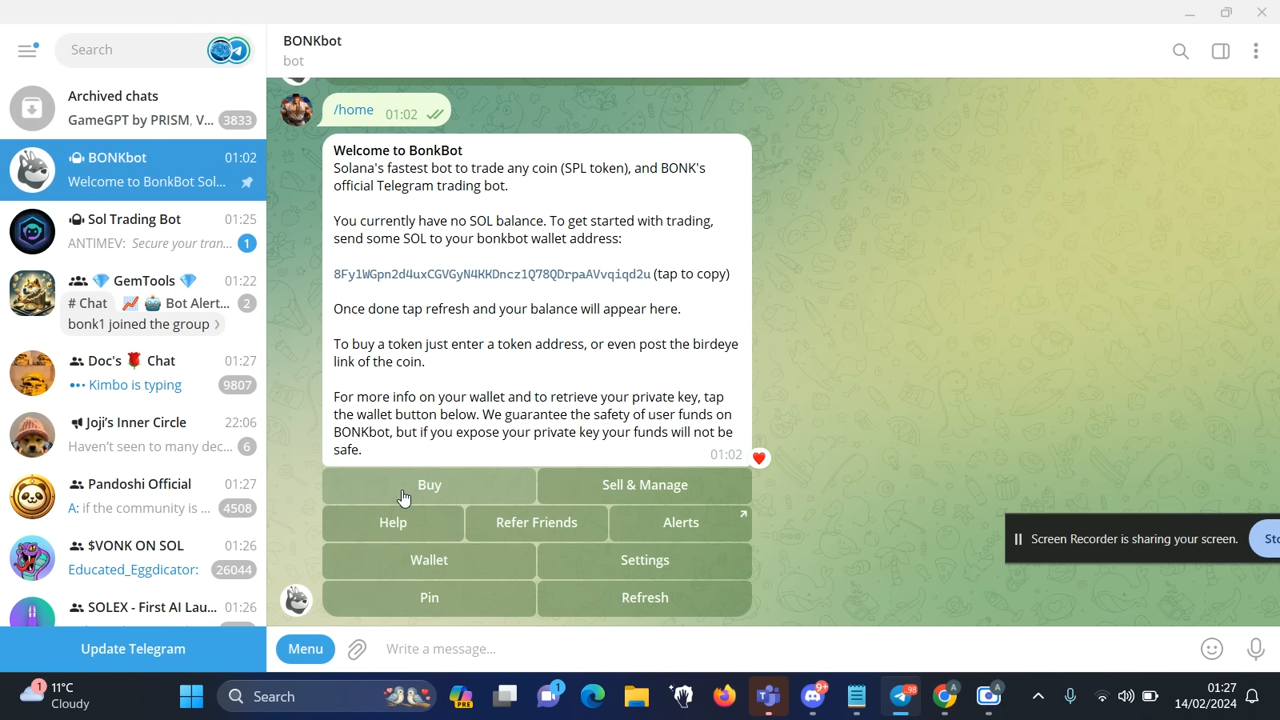 Search
BONKbot
bot
Archived chats
GameGPT by PRISM, V... 3833
BONKbot 01:02
Welcome to BonkBot Sol...
Sol Trading Bot 01:25
ANTIMEV: Secure your tran... 1
💎 GemTools 💎 01:22
# Chat 📈 🤖 Bot Alert... 2
bonk1 joined the group >
Doc's 🌹 Chat 01:27
Kimbo is typing 9807
Joji's Inner Circle 22:06
Haven't seen to many dec... 6
Pandoshi Official 01:27
A: if the community is ... 4508
$VONK ON SOL 01:26
Educated_Eggdicator: 26044
SOLEX - First AI Lau... 01:26
Update Telegram
/home 01:02
Welcome to BonkBot
Solana's fastest bot to trade any coin (SPL token), and BONK's
official Telegram trading bot.
You currently have no SOL balance. To get started with trading,
send some SOL to your bonkbot wallet address:
8Fy1WGpn2d4uxCGVGyN4KKDncz1Q78QDrpaAVvqiqd2u (tap to copy)
Once done tap refresh and your balance will appear here.
To buy a token just enter a token address, or even post the birdeye
link of the coin.
For more info on your wallet and to retrieve your private key, tap
the wallet button below. We guarantee the safety of user funds on
BONKbot, but if you expose your private key your funds will not be
safe. 01:02
Buy
Sell & Manage
Help
Refer Friends
Alerts
Wallet
Settings
Pin
Refresh
Screen Recorder is sharing your screen.
Sto
Menu
Write a message...
1
11°C
Cloudy
Search
PRE
1
9+
98
A
A
01:27
14/02/2024